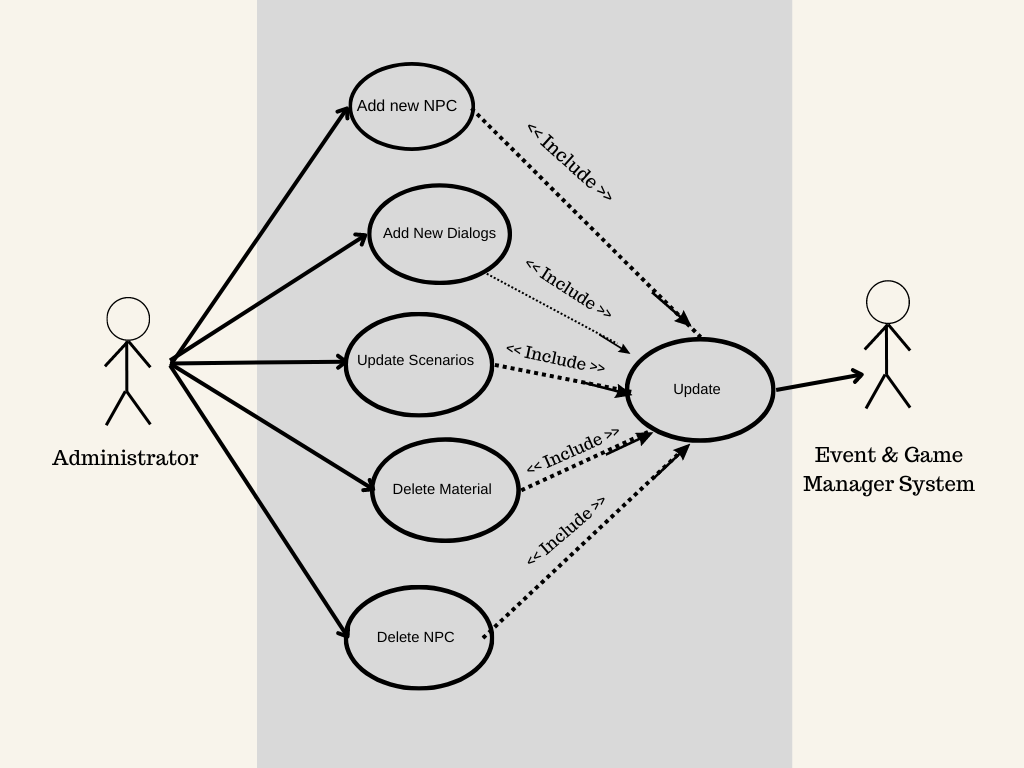 Add new NPC
<< Include >>
Add New Dialogs
<< Include >>
Update Scenarios
<< Include >>
Update
Administrator
Event & Game
Manager System
Delete Material
<< Include >>
Delete NPC
<< Include >>